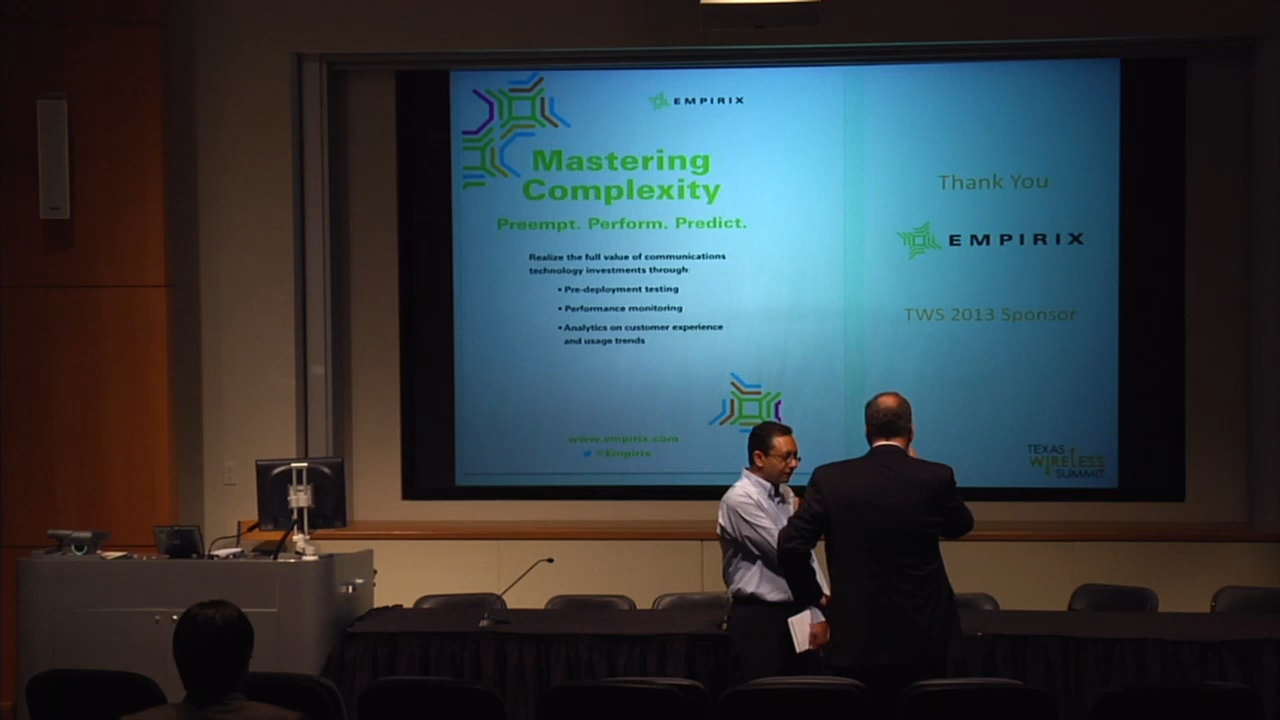 EMPIRIX
Mastering
Complexity
Preempt. Perform. Predict.
Realize the full value of communications
technology investments through:
• Pre-deployment testing
• Performance monitoring
• Analytics on customer experience
and usage trends
www.empirix.com
@Empirix
Thank You
EMPIRIX
TWS 2013 Sponsor
TEXAS
WIRELESS
SUMMIT